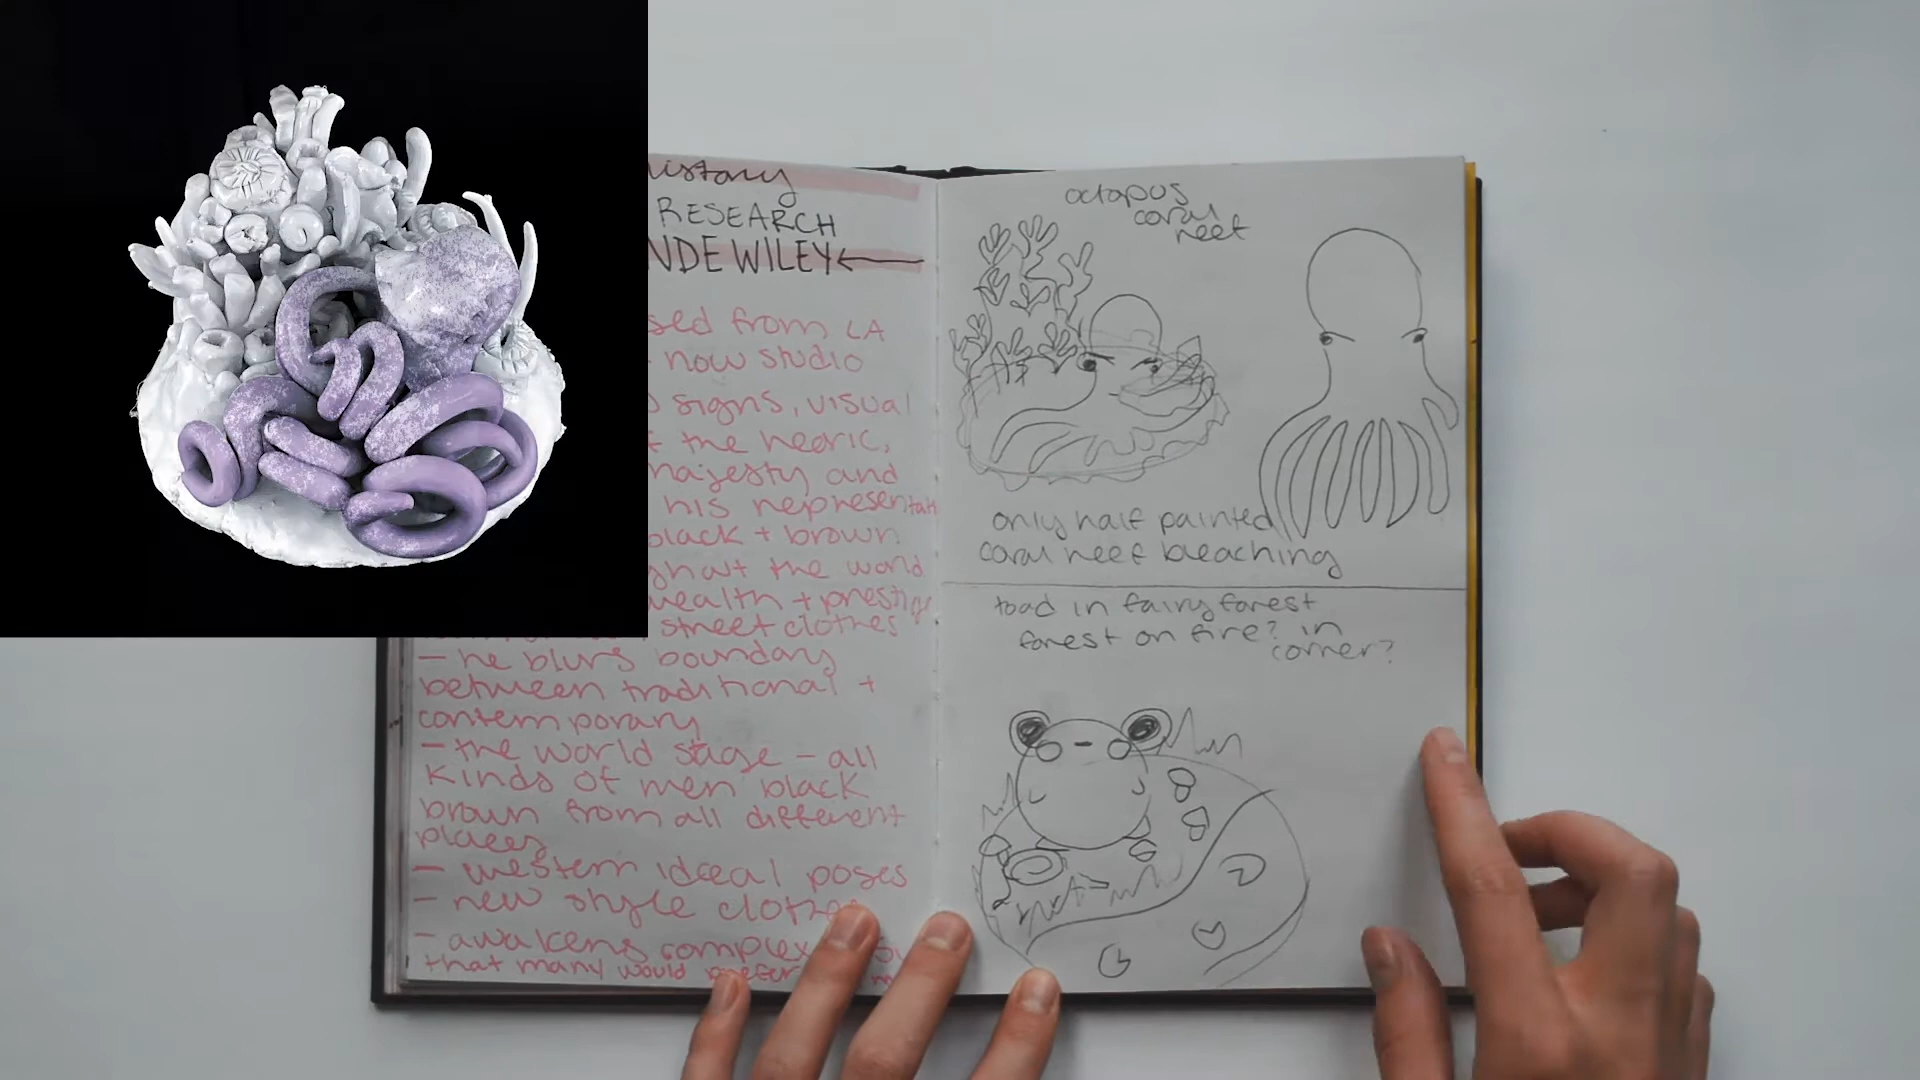 istory
RESEARCH
NDE WILEY
sed from LA
now studio
signs, visual
f the heoric,
majesty and
his representati
black + brown
ghout the world
wealth + prestige
street clothes
- he blurs boundary
between traditional +
contemporary
- the world stage - all
kinds of men black
brown from all different
places
- western ideal poses
- new style clothes
- awakens complex
that many would prefer
octopus
coral
reef
only half painted
coral reef bleaching
toad in fairy forest
forest on fire? in
corner?